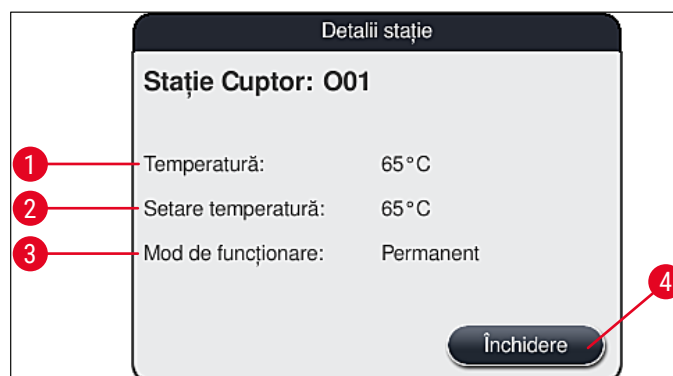 Detalii stație
Stație Cuptor: O01
1 Temperatură: 65°C
2 Setare temperatură: 65°C
3 Mod de funcționare: Permanent
4
Închidere